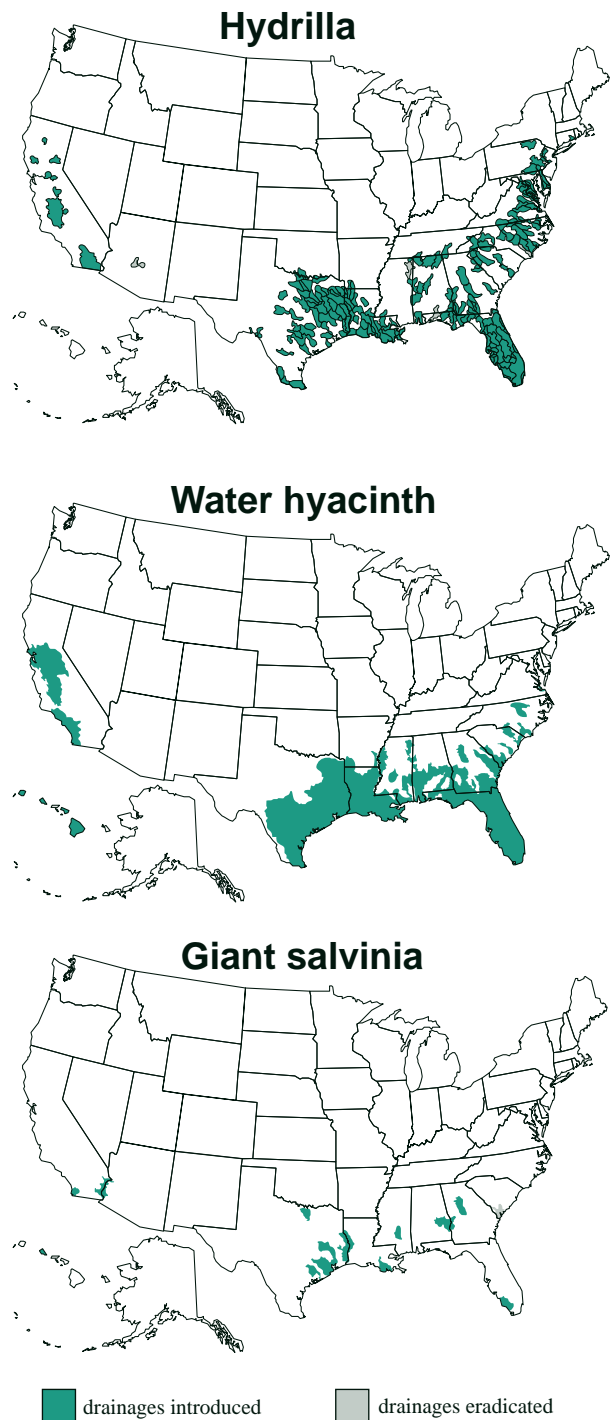 Hydrilla
Water hyacinth
Giant salvinia
drainages introduced
drainages eradicated